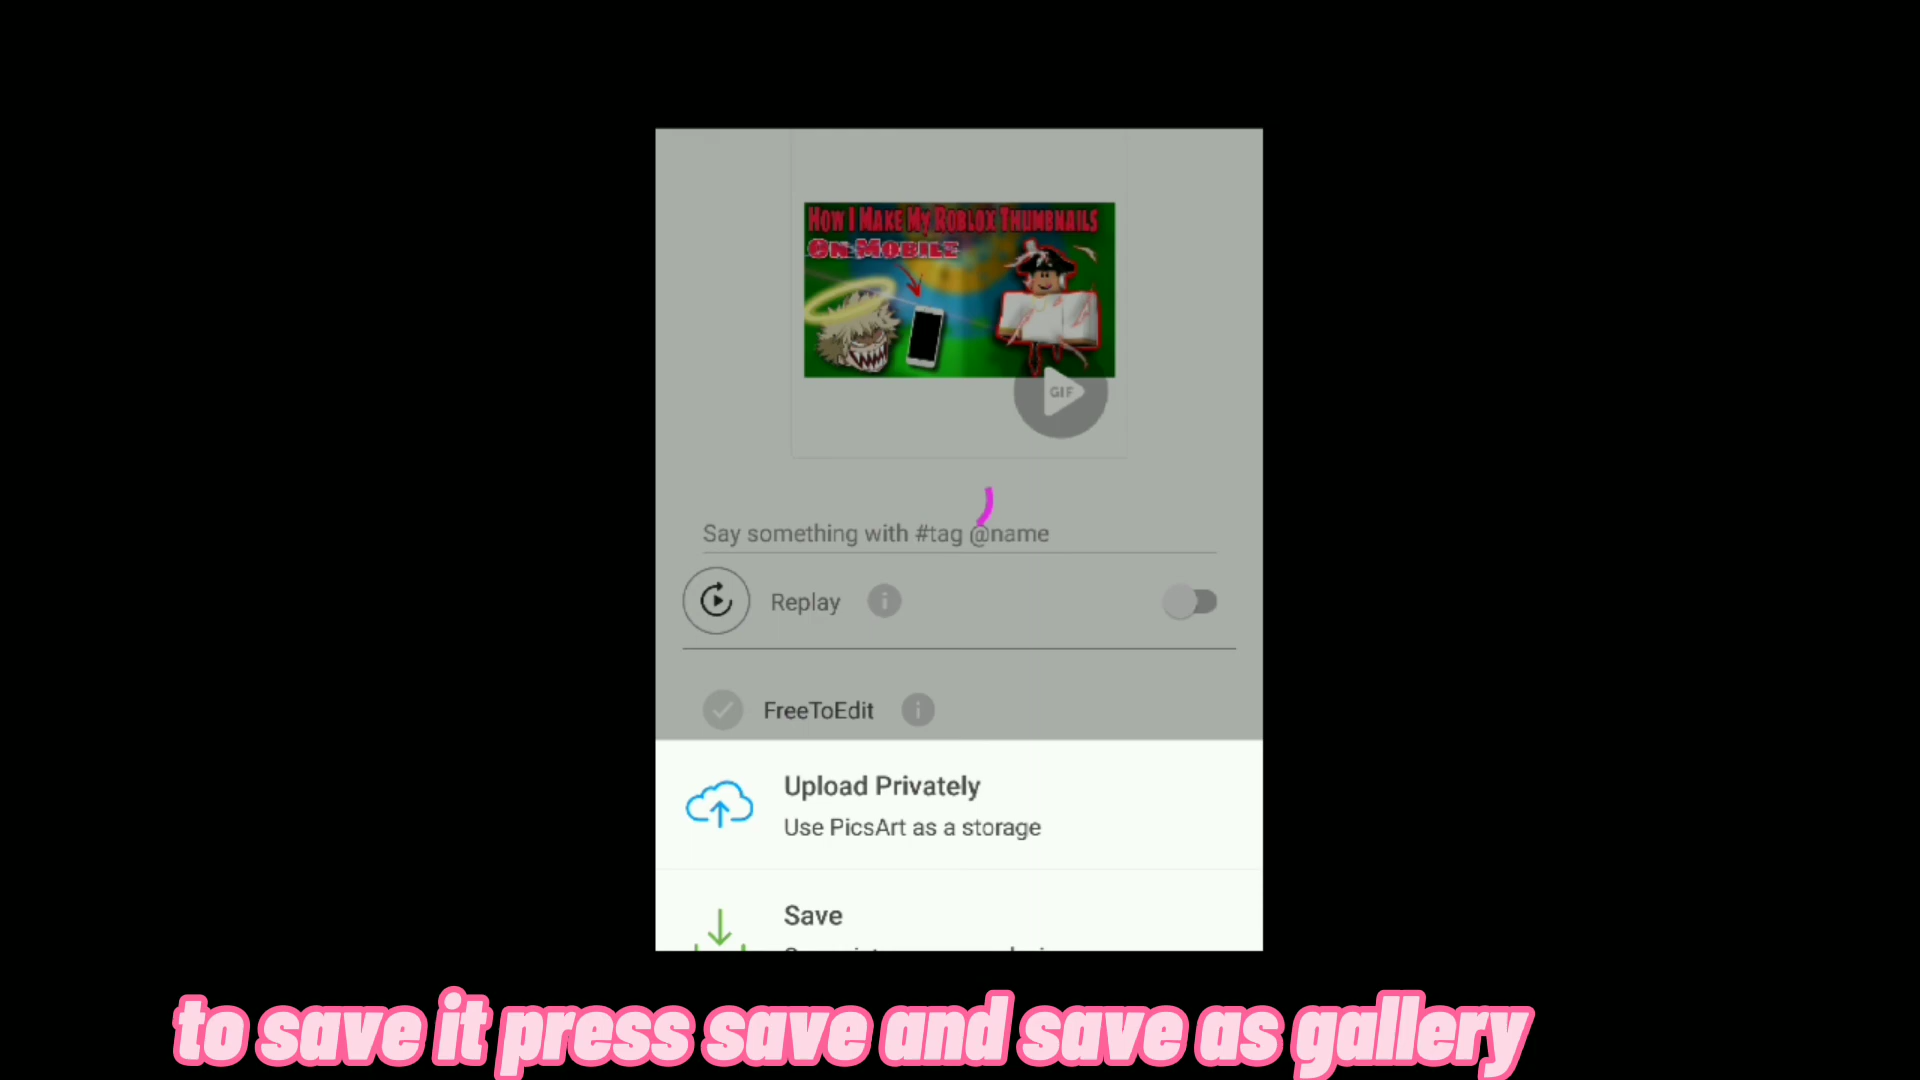 How I Make My Roblox Thumbnails
On Mobile
GIF
Say something with #tag @name
Replay
FreeToEdit
Upload Privately
Use PicsArt as a storage
Save
to save it press save and save as gallery